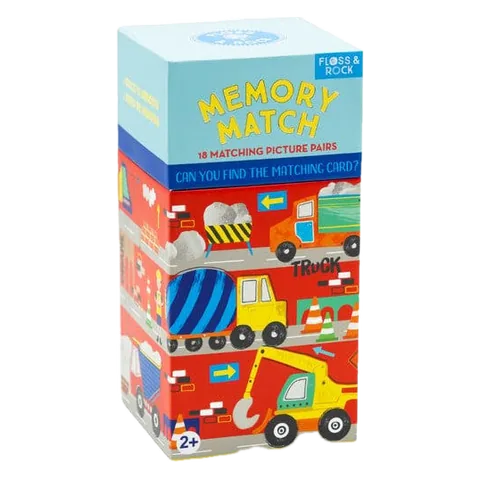 FLOSS &
ROCK
MEMORY
MATCH
18 MATCHING PICTURE PAIRS
CAN YOU FIND THE MATCHING CARD?
TRUCK
2+